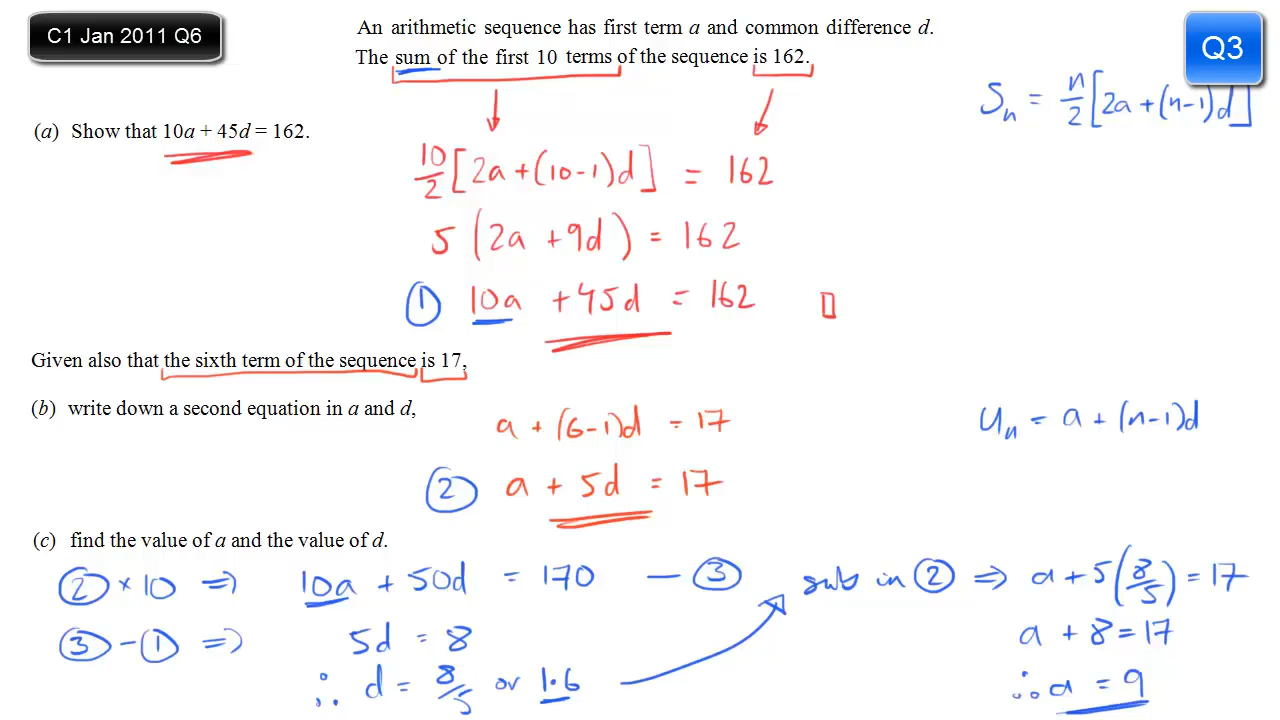 C1 Jan 2011 Q6
An arithmetic sequence has first term a and common difference d.
The sum of the first 10 terms of the sequence is 162.
Q3
Sn = n/2 [2a + (n-1)d]
(a) Show that 10a + 45d = 162.
10/2 [2a + (10-1)d] = 162
5 (2a + 9d) = 162
① 10a + 45d = 162
Given also that the sixth term of the sequence is 17,
(b) write down a second equation in a and d,
a + (6-1)d = 17
Un = a + (n-1)d
② a + 5d = 17
(c) find the value of a and the value of d.
② × 10 ⇒ 10a + 50d = 170 — ③
sub in ② ⇒ a + 5(8/5) = 17
③ - ① ⇒ 5d = 8
a + 8 = 17
∴ d = 8/5 or 1.6
∴ a = 9